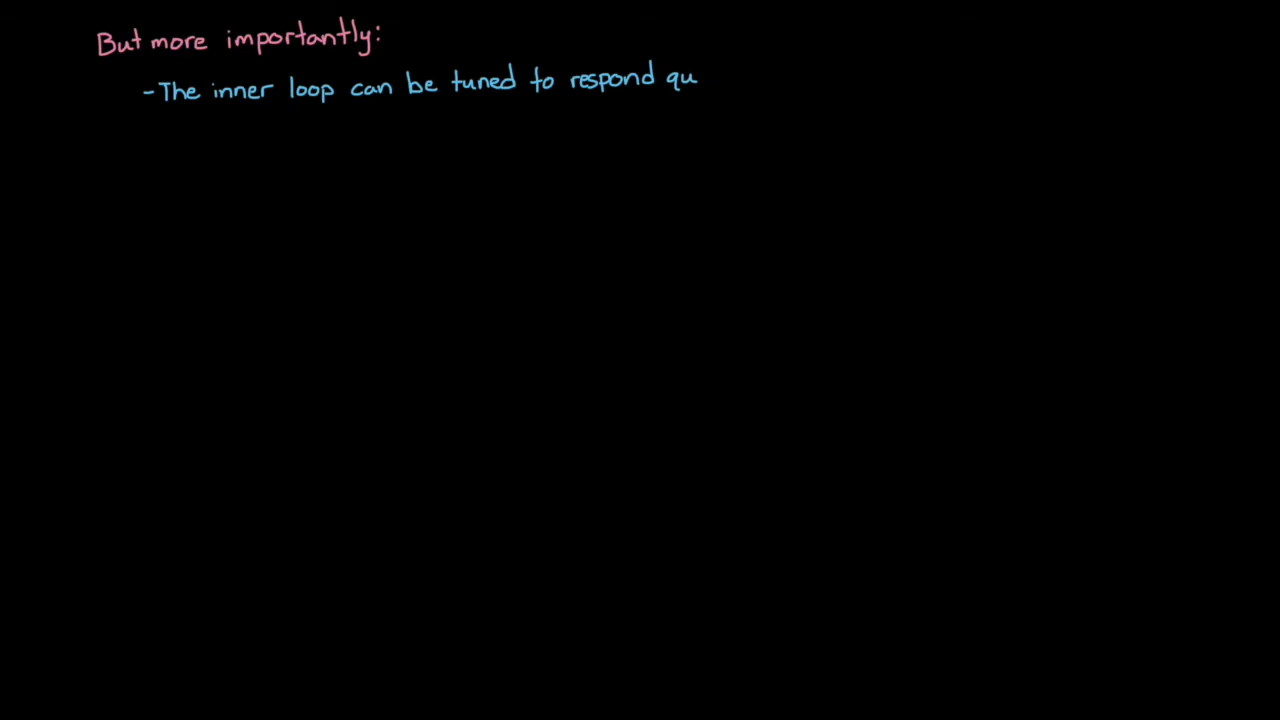 But more importantly:
-The inner loop can be tuned to respond qu